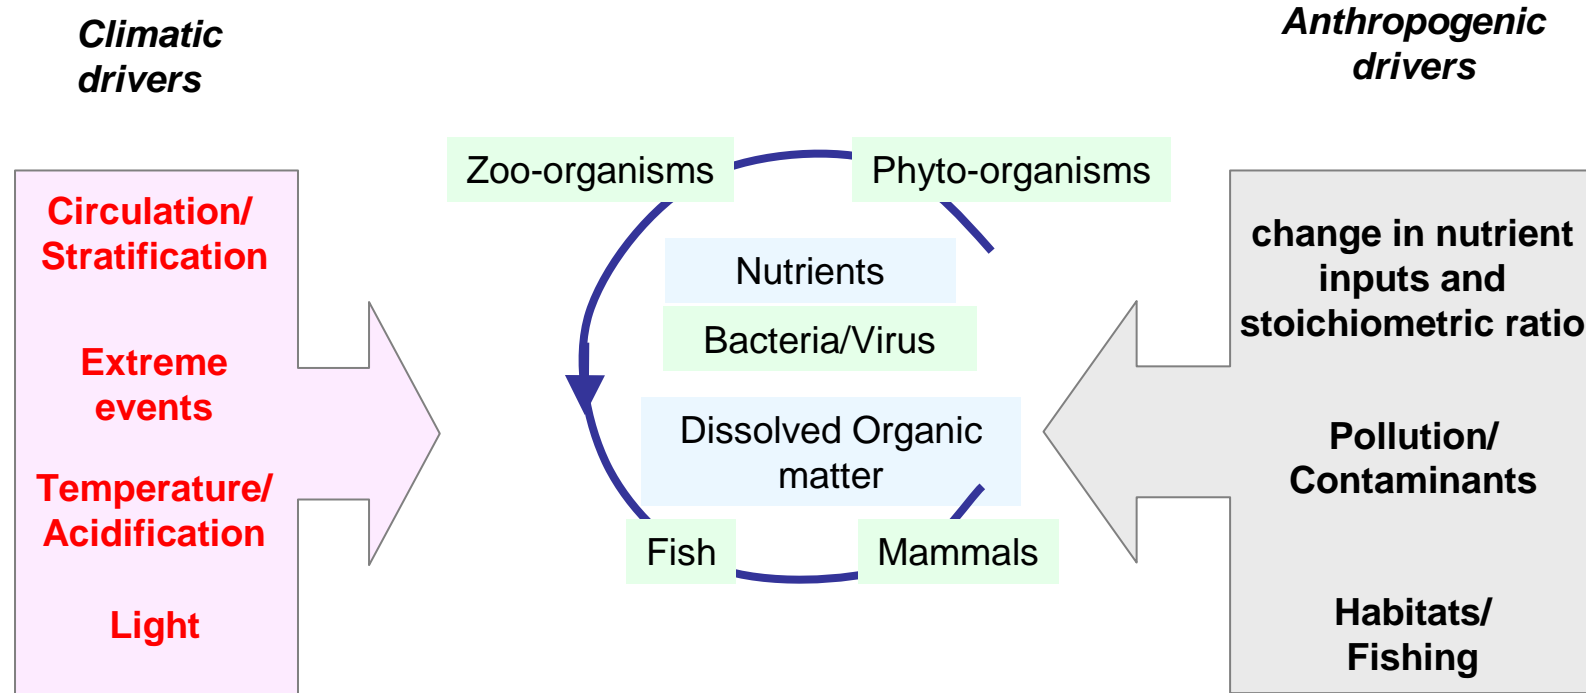 Climatic
drivers
Anthropogenic
drivers
Circulation/
Stratification
Extreme
events
Temperature/
Acidification
Light
Zoo-organisms
Phyto-organisms
Nutrients
Bacteria/Virus
Dissolved Organic
matter
Fish
Mammals
change in nutrient
inputs and
stoichiometric ratio
Pollution/
Contaminants
Habitats/
Fishing